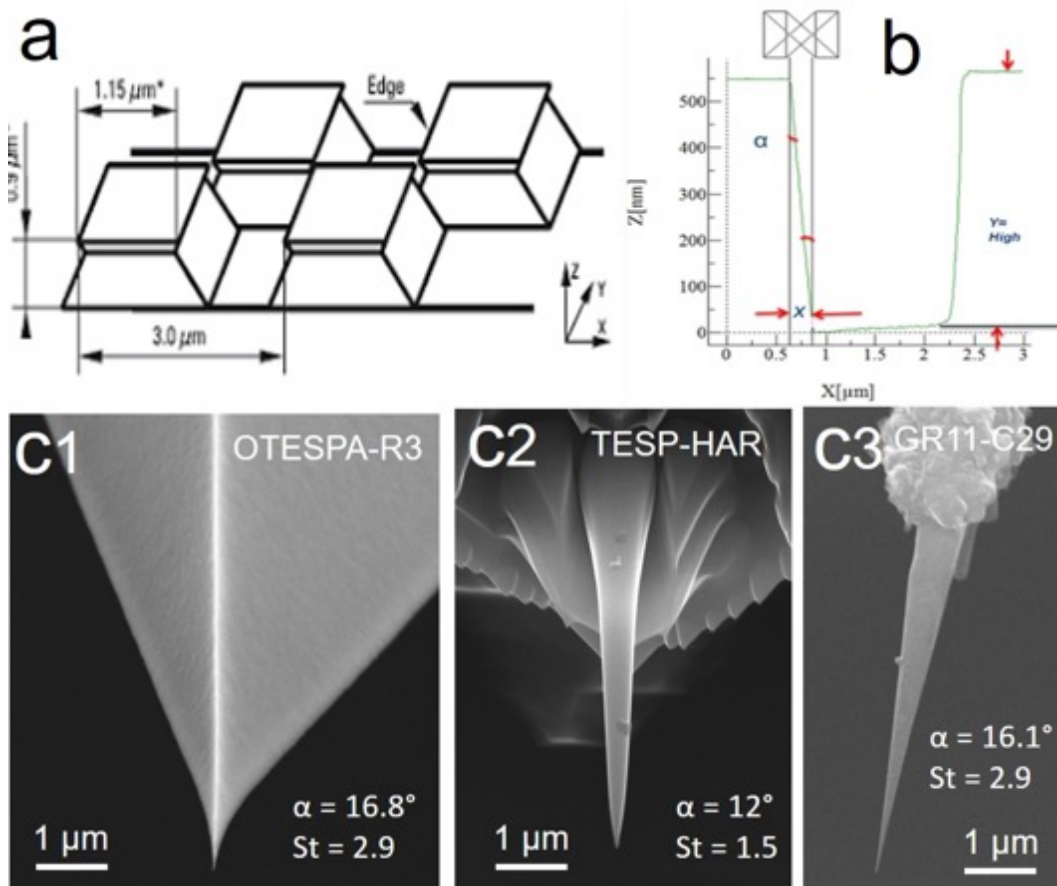 a
1.15 µm*
Edge
3.0 µm
Z
Y
X
b
500
400
300
200
100
50
0
Z[nm]
α
Y=
High
x
0 0.5 1 1.5 2 2.5 3
X[µm]
C1
OTESPA-R3
α = 16.8°
St = 2.9
1 µm
C2
TESP-HAR
α = 12°
St = 1.5
1 µm
C3
GR11-C29
α = 16.1°
St = 2.9
1 µm